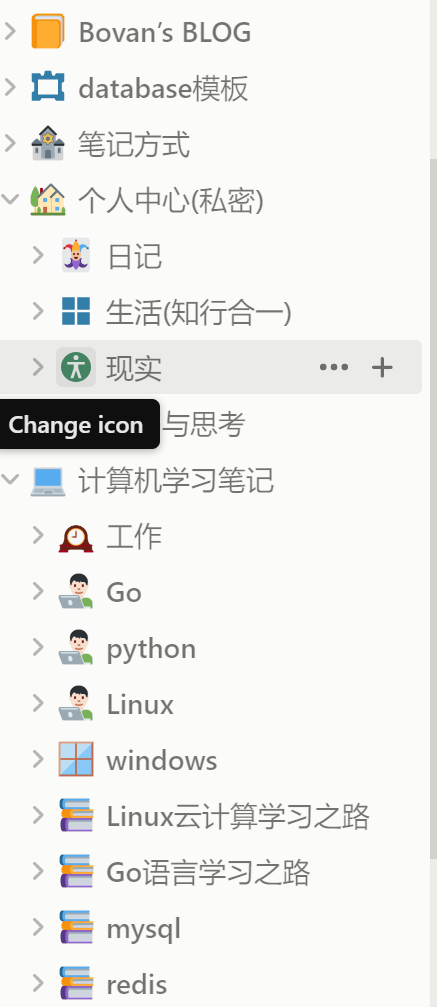 Bovan’s BLOG
database模板
笔记方式
个人中心(私密)
日记
生活(知行合一)
现实
Change icon
与思考
计算机学习笔记
工作
Go
python
Linux
windows
Linux云计算学习之路
Go语言学习之路
mysql
redis